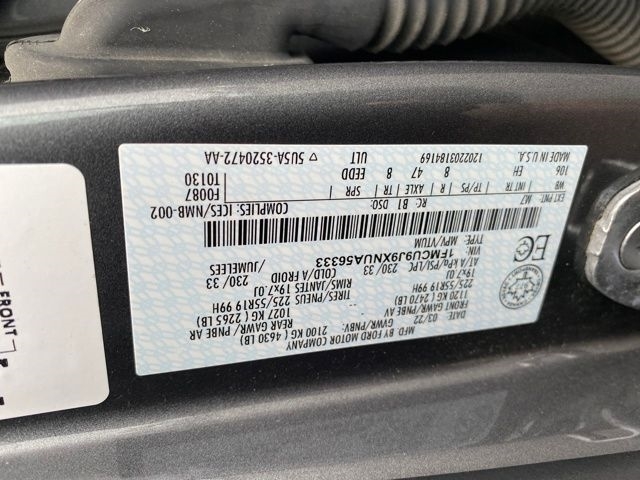 MFD BY FORD MOTOR COMPANY
03/22
GVWR/PNBV: 2100 KG ( 4630 LB)
FRONT GAWR/PNBE AV
1120 KG ( 2470 LB)
REAR GAWR/ PNBE AR
1027 KG ( 2265 LB)
225/55R19 99H
TIRES/PNEUS 225/55R19 99H
19x7.0J
RIMS/JANTES 19x7.0J
AT/A kPa/PSI/LPC 230/ 33
COLD/A FROID 230/ 33
/JUMELEES
VIN: 1FMCU9J9XNUA56333
TYPE: MPV/VTUM
COMPLIES: ICES/NMB-002
EXT PNT: M7
RC: B1 DSO:
F0087
WB INT TR TP/PS R AXLE TR SPR
T0130
106 EH 8 47 8 EEDD
MADE IN U.S.A. 1202203184169 ULT
5U5A-3520472-AA
FRONT